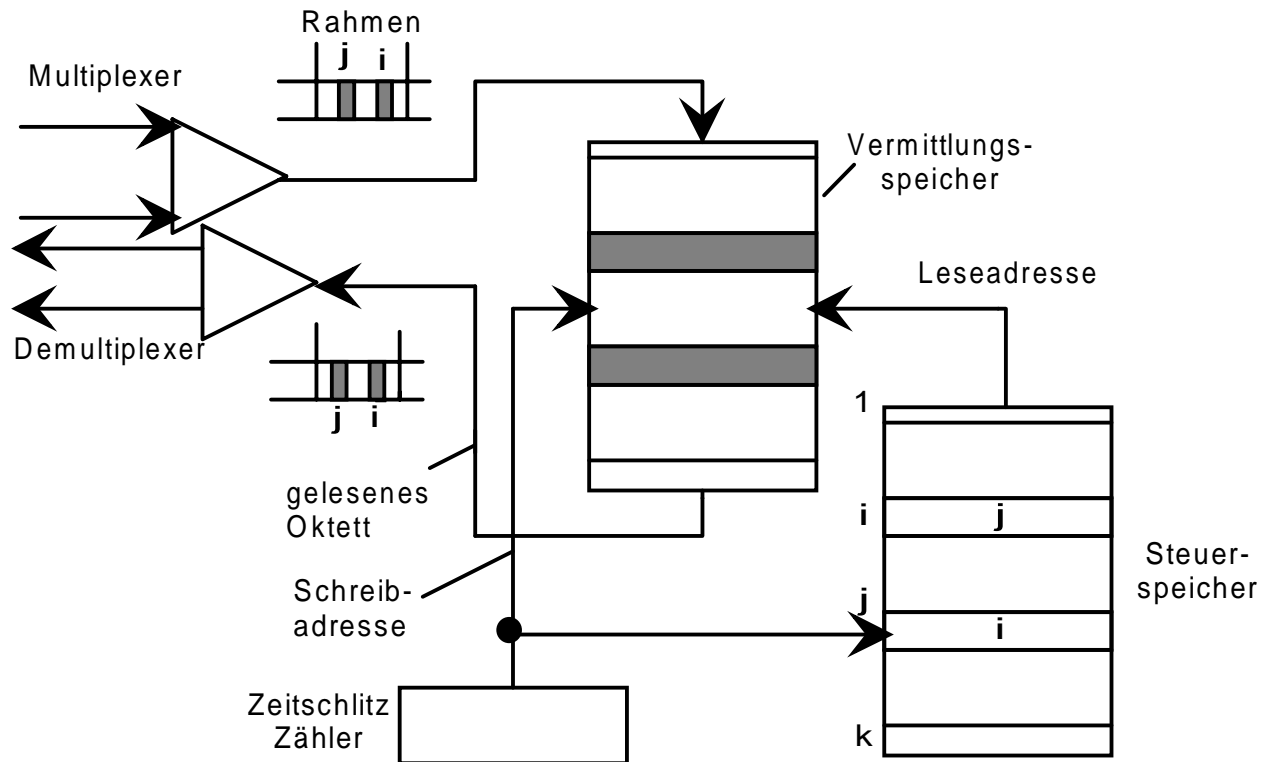 Rahmen
j i
Multiplexer
Vermittlungs-
speicher
Leseadresse
Demultiplexer
j i
1
gelesenes
Oktett
i j
Steuer-
speicher
Schreib-
adresse
j
i
Zeitschlitz
Zähler
k